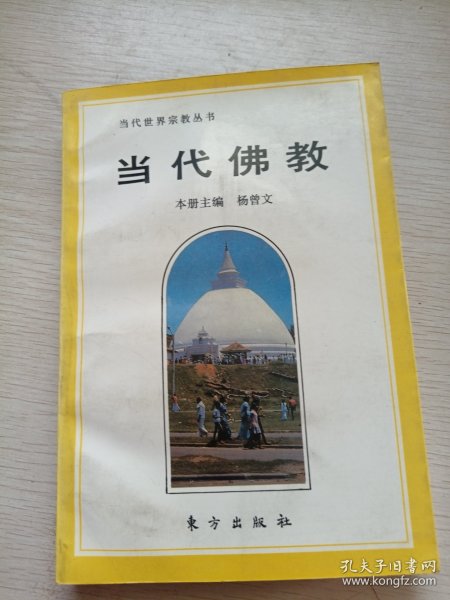 当代世界宗教丛书
当代佛教
本册主编 杨曾文
東方出版社
孔夫子旧书网
www.kongfz.com